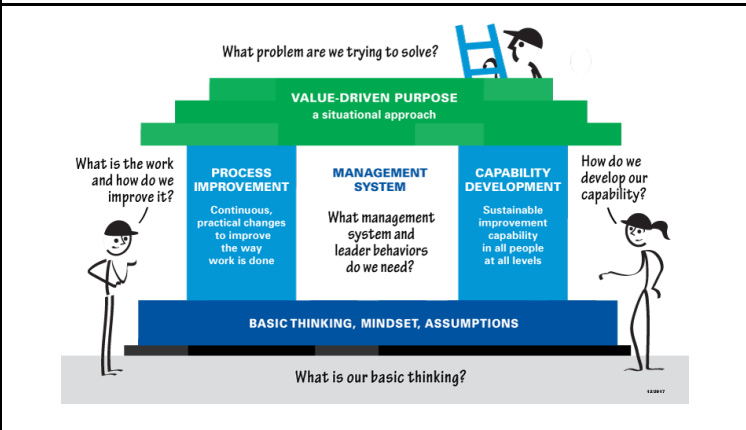 What problem are we trying to solve?
VALUE-DRIVEN PURPOSE
a situational approach
What is the work
and how do we
improve it?
PROCESS
IMPROVEMENT
Continuous,
practical changes
to improve
the way
work is done
MANAGEMENT
SYSTEM
What management
system and
leader behaviors
do we need?
CAPABILITY
DEVELOPMENT
Sustainable
improvement
capability
in all people
at all levels
How do we
develop our
capability?
BASIC THINKING, MINDSET, ASSUMPTIONS
What is our basic thinking?
12/2017